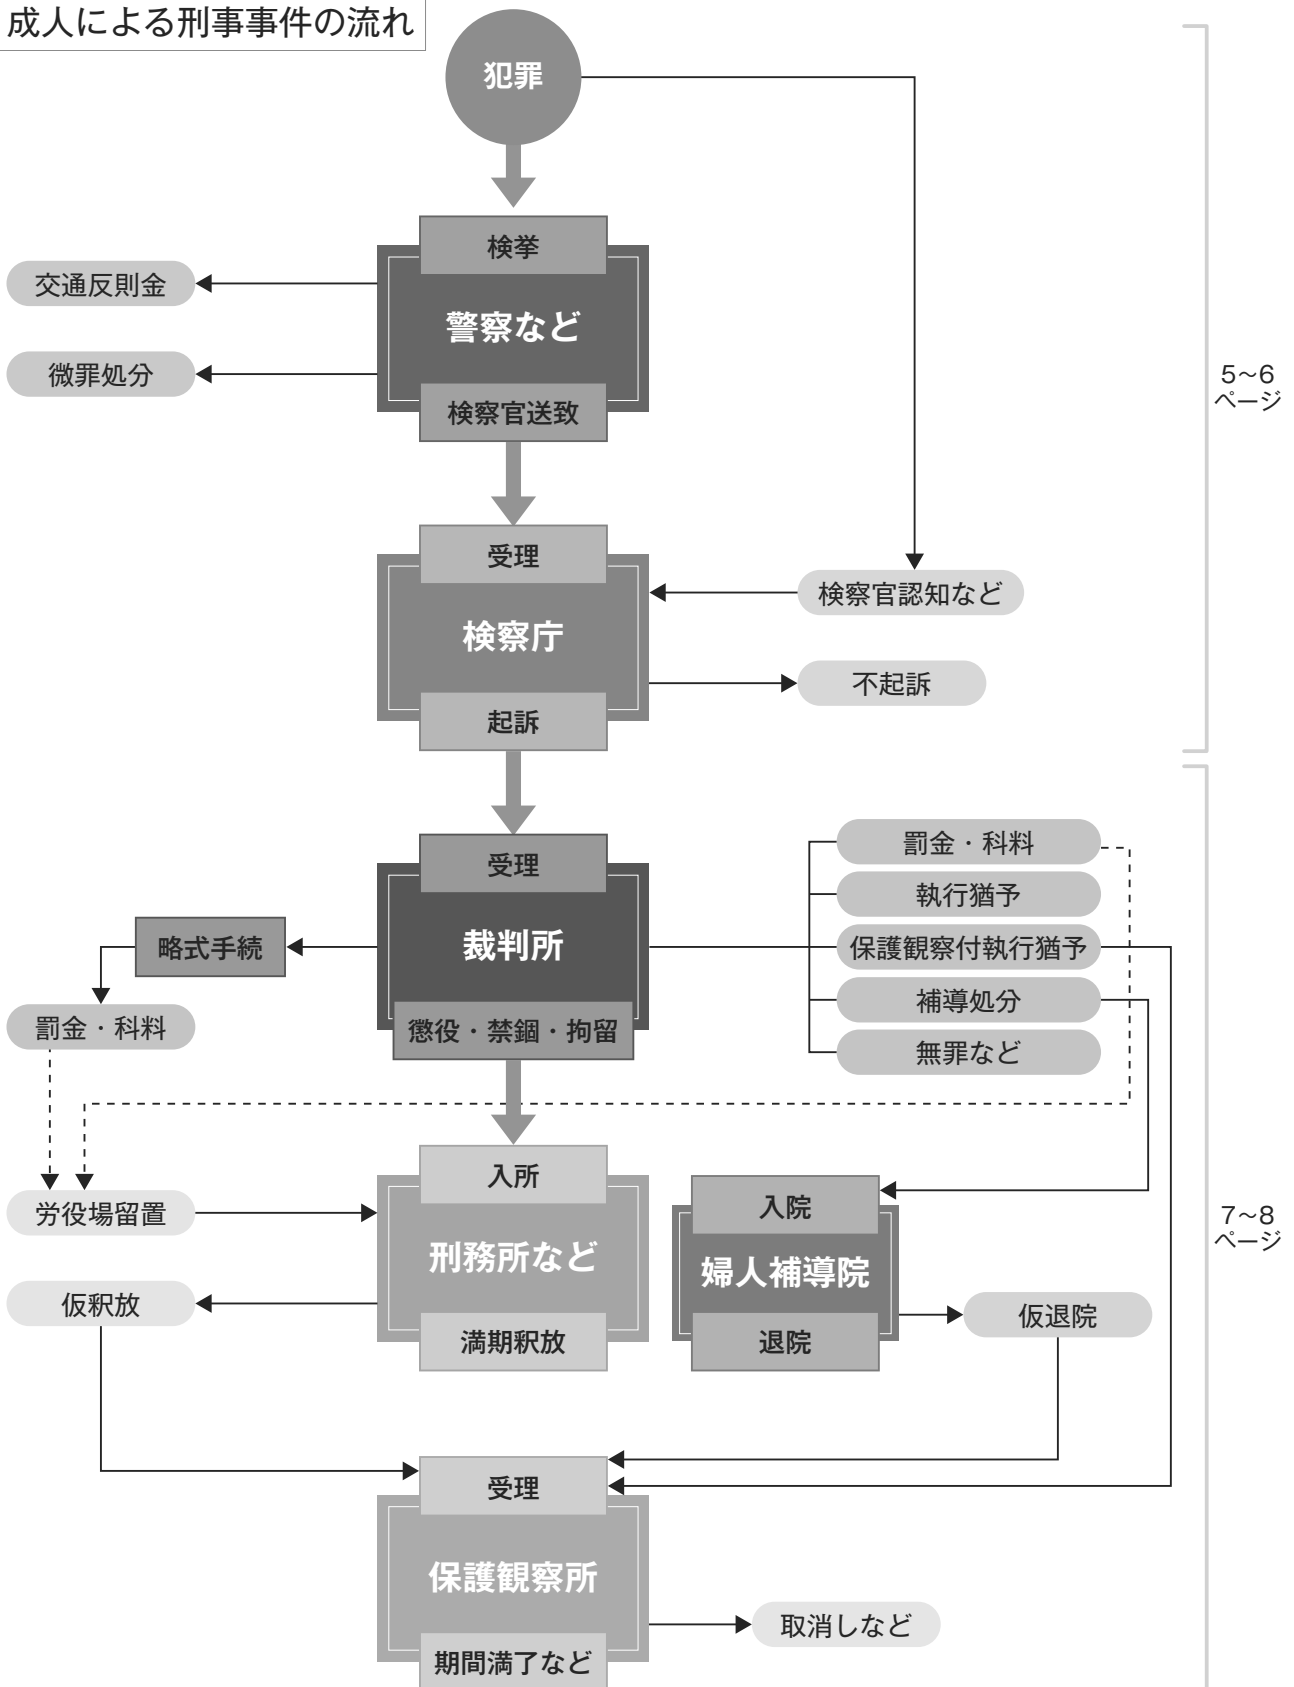 成人による刑事事件の流れ
犯罪
検挙
警察など
検察官送致
交通反則金
微罪処分
5～6
ページ
受理
検察庁
起訴
検察官認知など
不起訴
受理
裁判所
懲役・禁錮・拘留
略式手続
罰金・科料
罰金・科料
執行猶予
保護観察付執行猶予
補導処分
無罪など
労役場留置
仮釈放
入所
刑務所など
満期釈放
入院
婦人補導院
退院
仮退院
7～8
ページ
受理
保護観察所
期間満了など
取消しなど